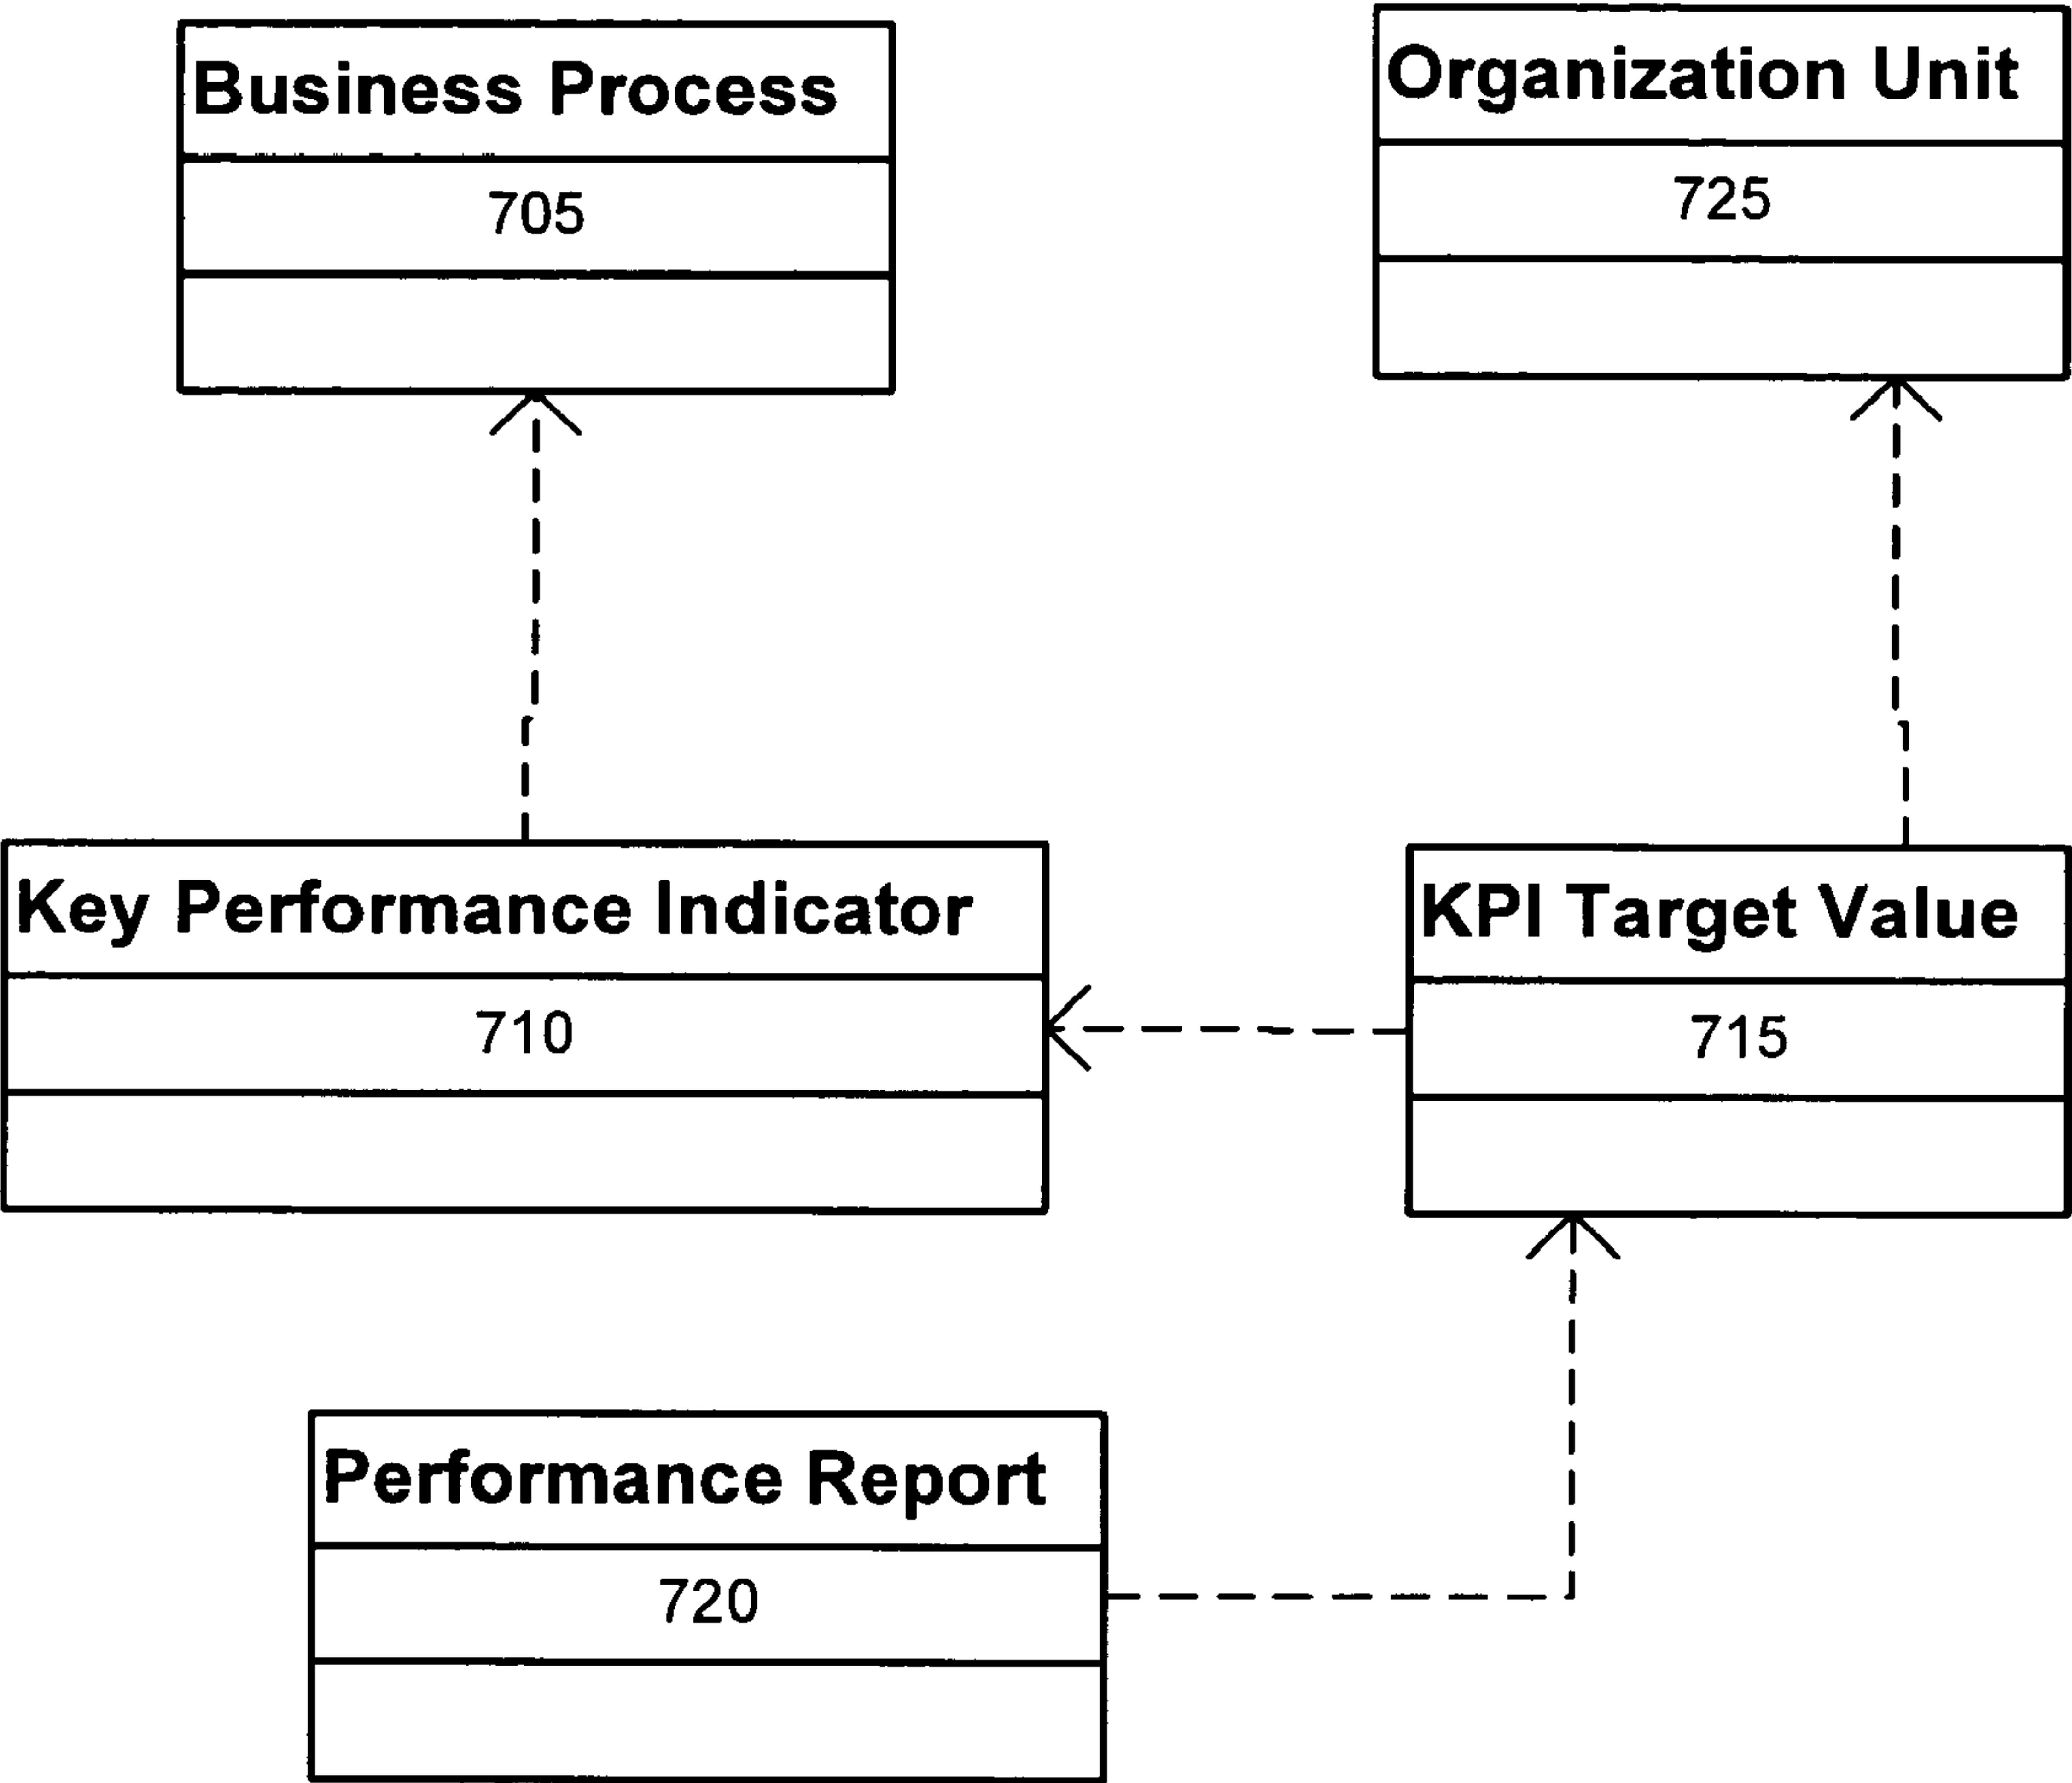 Business Process
705
Organization Unit
725
Key Performance Indicator
710
KPI Target Value
715
Performance Report
720